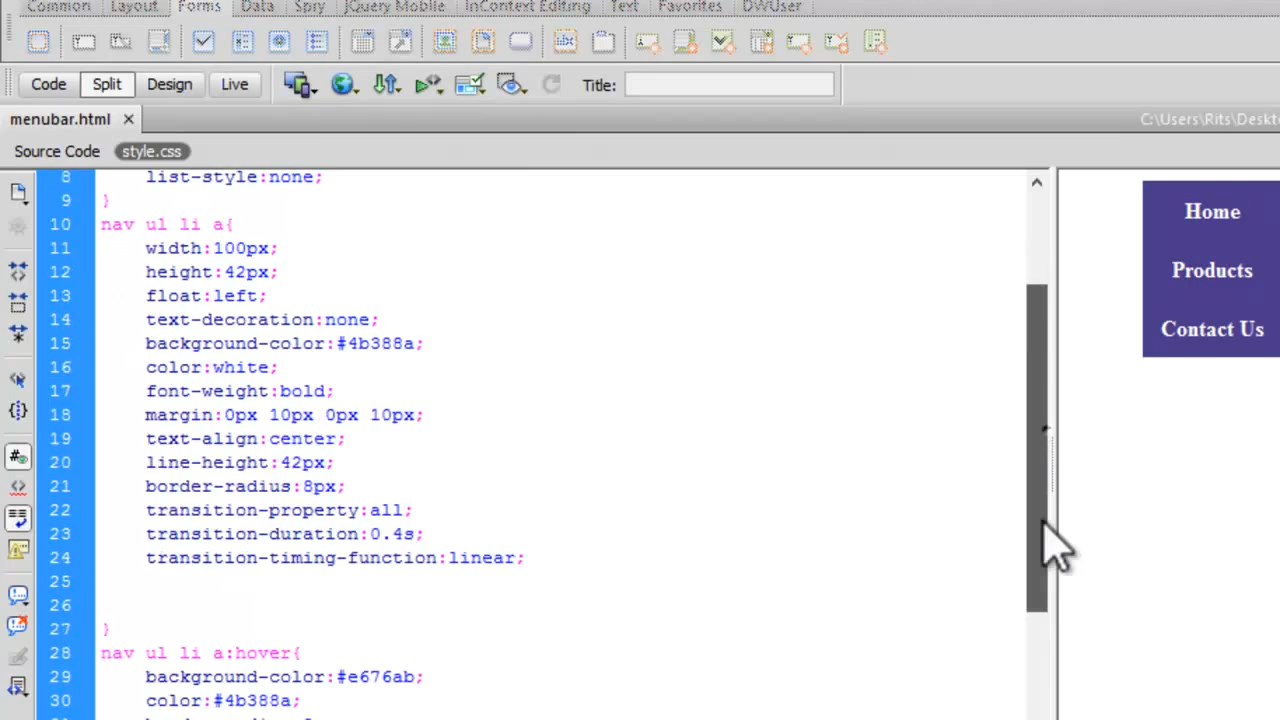 Common Layout Forms Data Spry jQuery Mobile InContext Editing Text Favorites DWUser
Code Split Design Live Title:
menubar.html × C:\Users\Rits\Deskto
Source Code style.css
8 list-style:none;
9 }
10 nav ul li a{
11 width:100px;
12 height:42px;
13 float:left;
14 text-decoration:none;
15 background-color:#4b388a;
16 color:white;
17 font-weight:bold;
18 margin:0px 10px 0px 10px;
19 text-align:center;
20 line-height:42px;
21 border-radius:8px;
22 transition-property:all;
23 transition-duration:0.4s;
24 transition-timing-function:linear;
25
26
27 }
28 nav ul li a:hover{
29 background-color:#e676ab;
30 color:#4b388a;
Home
Products
Contact Us